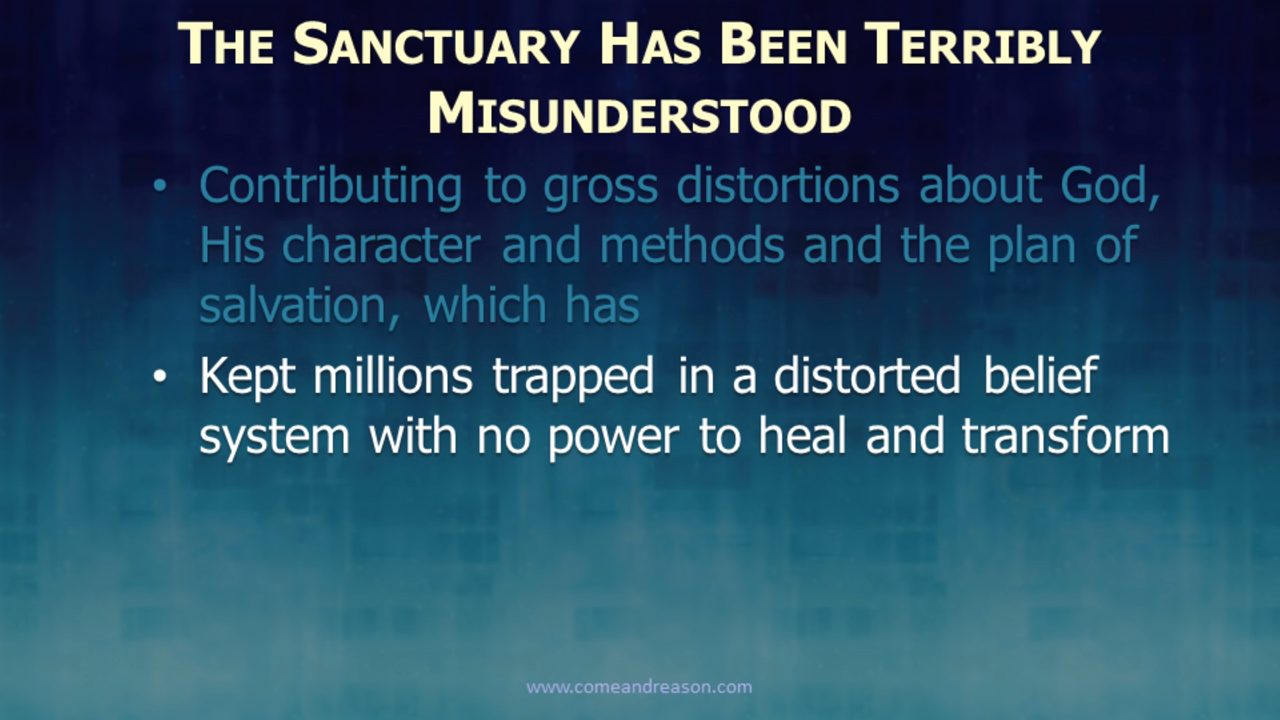 THE SANCTUARY HAS BEEN TERRIBLY
MISUNDERSTOOD
• Contributing to gross distortions about God,
His character and methods and the plan of
salvation, which has
• Kept millions trapped in a distorted belief
system with no power to heal and transform
www.comeandreason.com